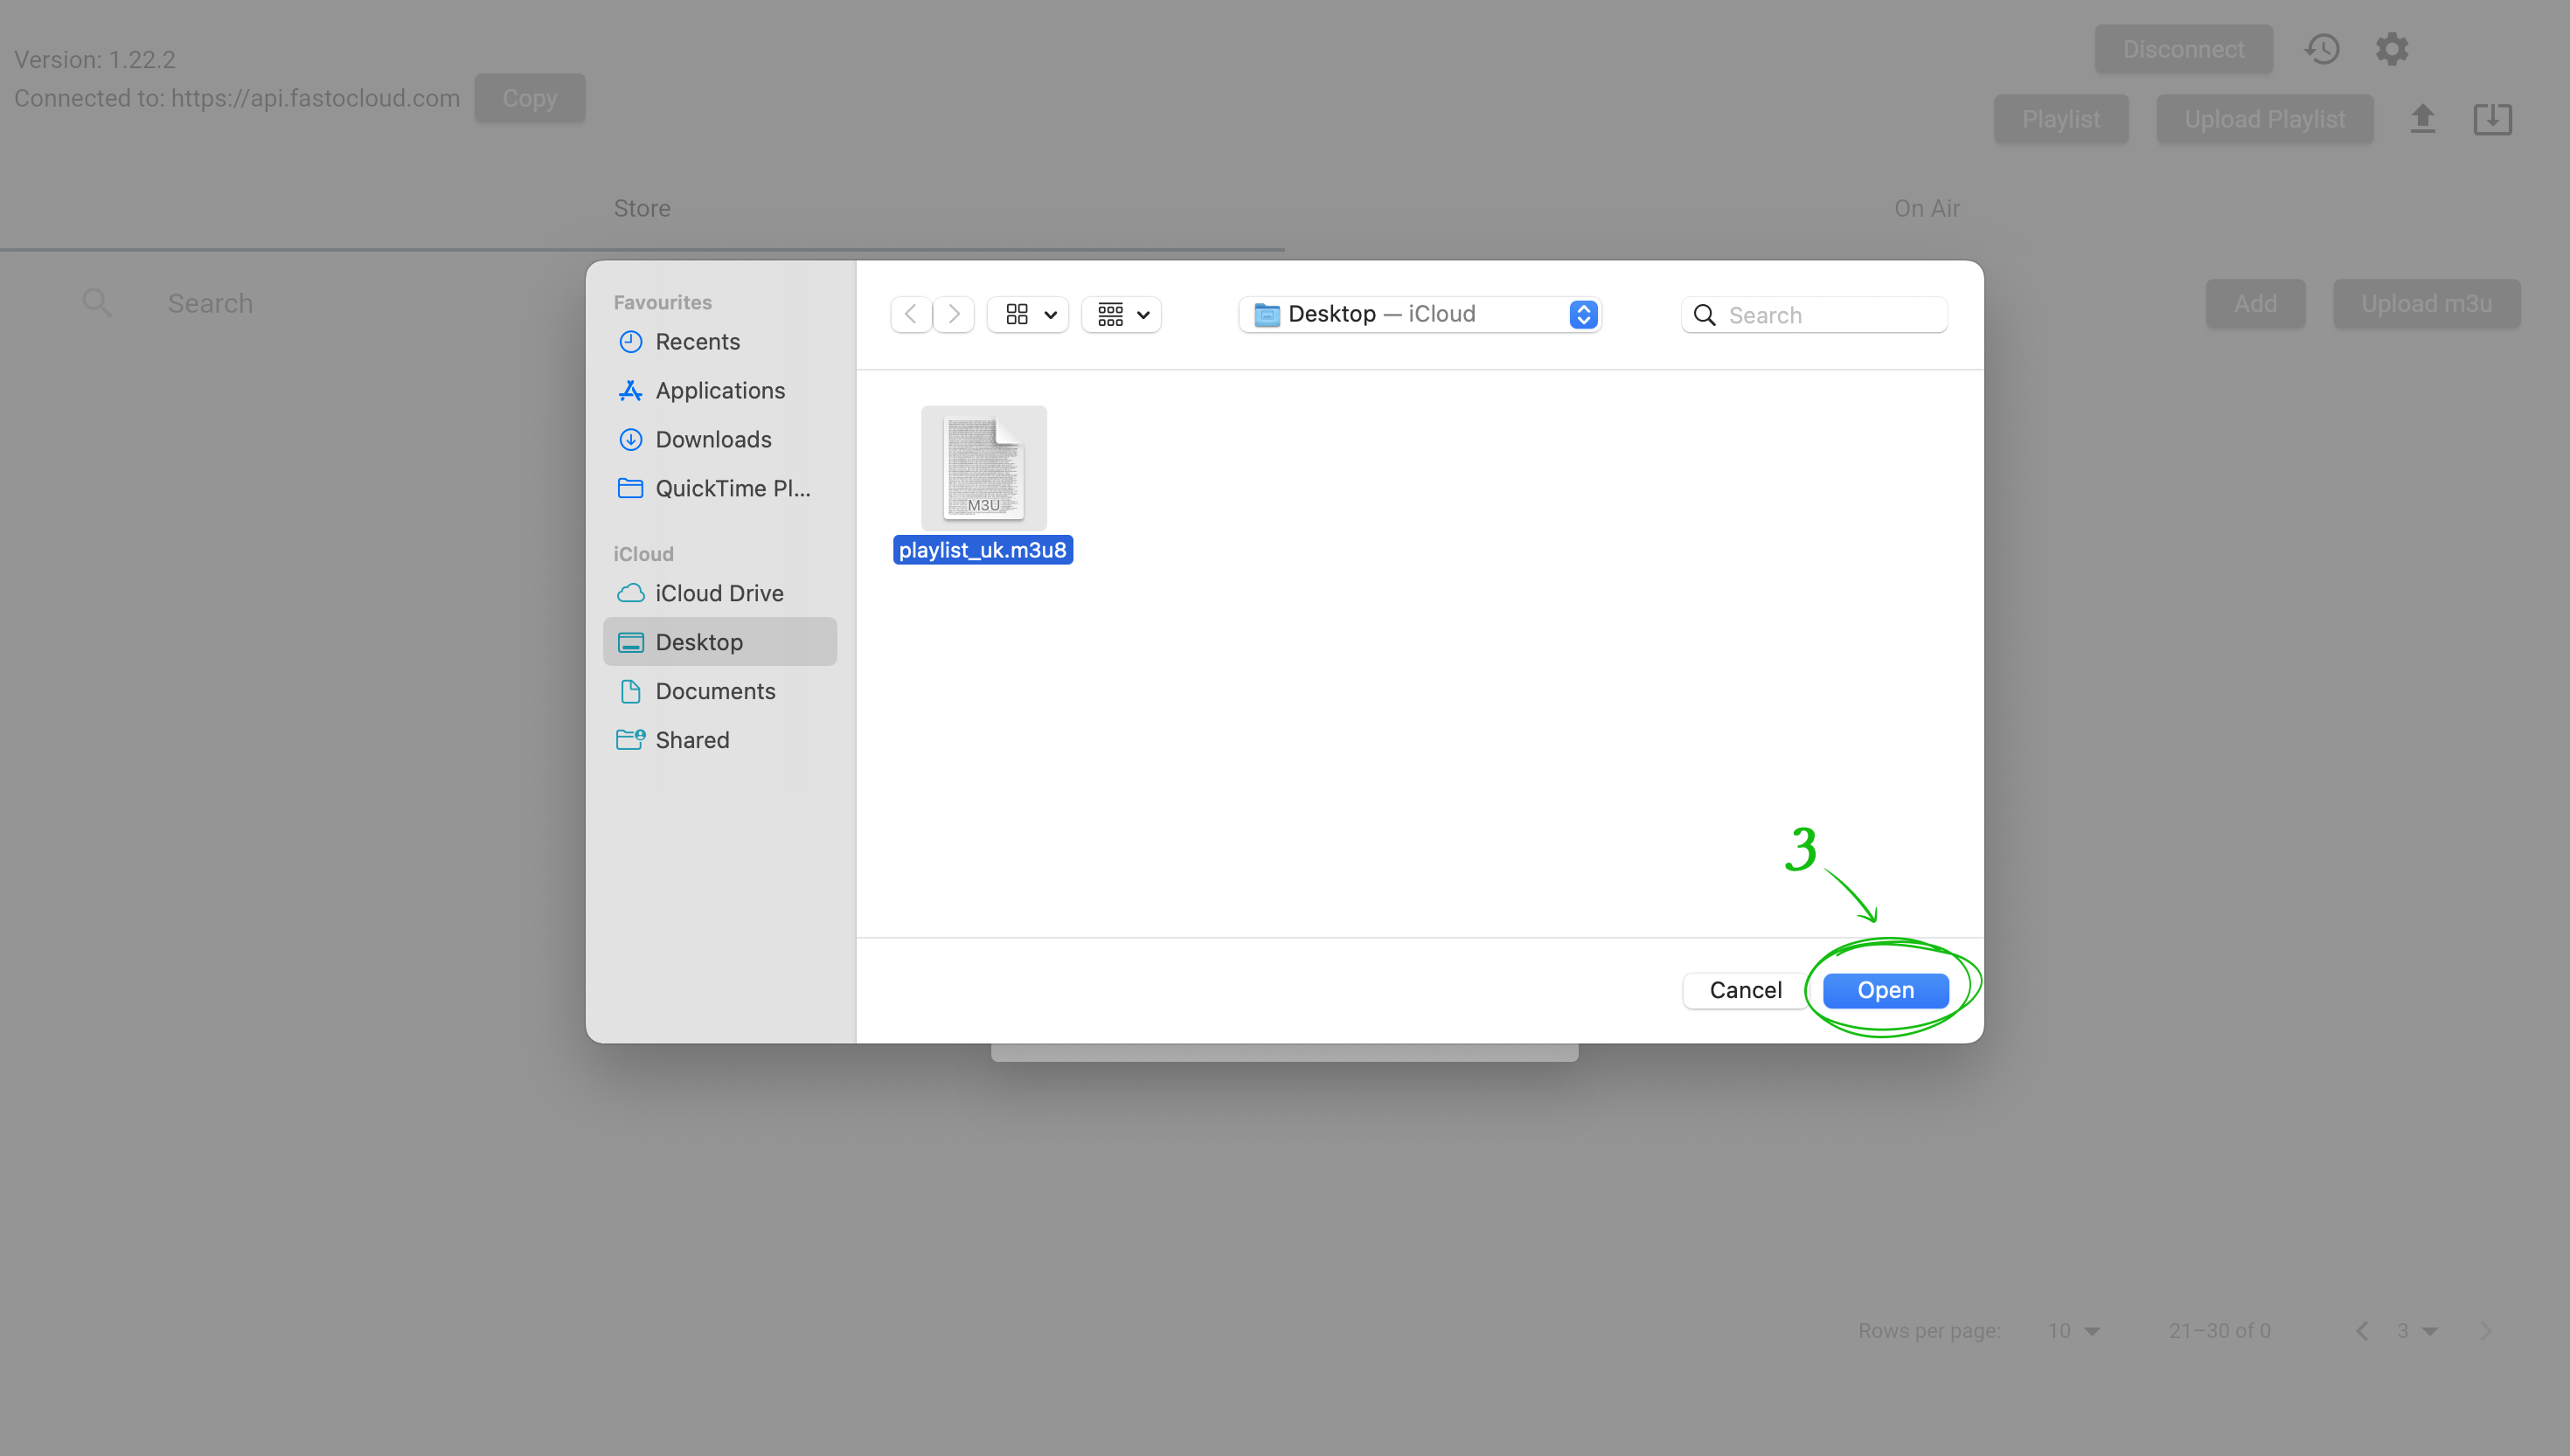 Version: 1.22.2
Connected to: https://api.fastocloud.com
Copy
Disconnect
Playlist
Upload Playlist
Store
On Air
Search
Add
Upload m3u
Favourites
Recents
Applications
Downloads
QuickTime Pl...
iCloud
iCloud Drive
Desktop
Documents
Shared
Desktop — iCloud
Search
M3U
playlist_uk.m3u8
3
Cancel
Open
Rows per page:
10
21–30 of 0
3